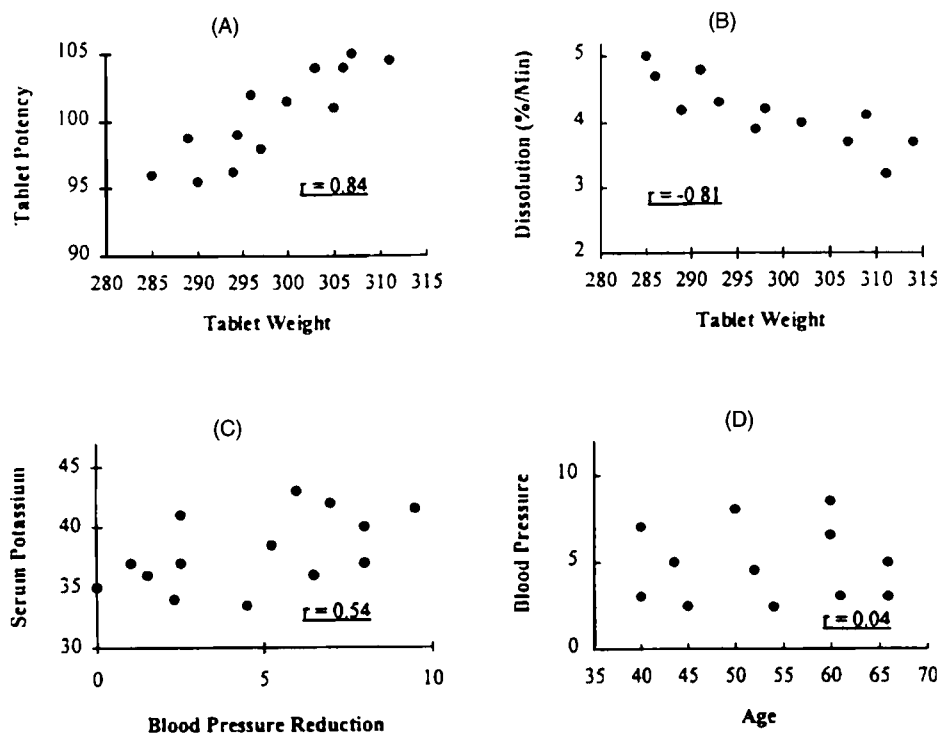 (A)
Tablet Potency
105
100
95
90
r = 0.84
280 285 290 295 300 305 310 315
Tablet Weight
(B)
Dissolution (%/Min)
5
4
3
2
r = -0.81
280 285 290 295 300 305 311 315
Tablet Weight
(C)
Serum Potassium
45
40
35
30
r = 0.54
0 5 10
Blood Pressure Reduction
(D)
Blood Pressure
10
5
0
r = 0.04
35 40 45 50 55 60 65 70
Age